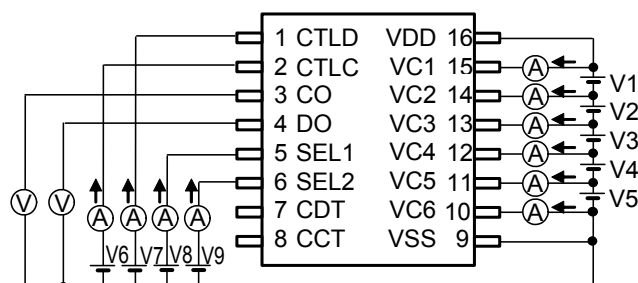 1 CTLD VDD 16
2 CTLC VC1 15 A
3 CO VC2 14 A V1
4 DO VC3 13 A V2
5 SEL1 VC4 12 A V3
6 SEL2 VC5 11 A V4
V V A A A A 7 CDT VC6 10 A V5
8 CCT VSS 9
V6 V7 V8 V9